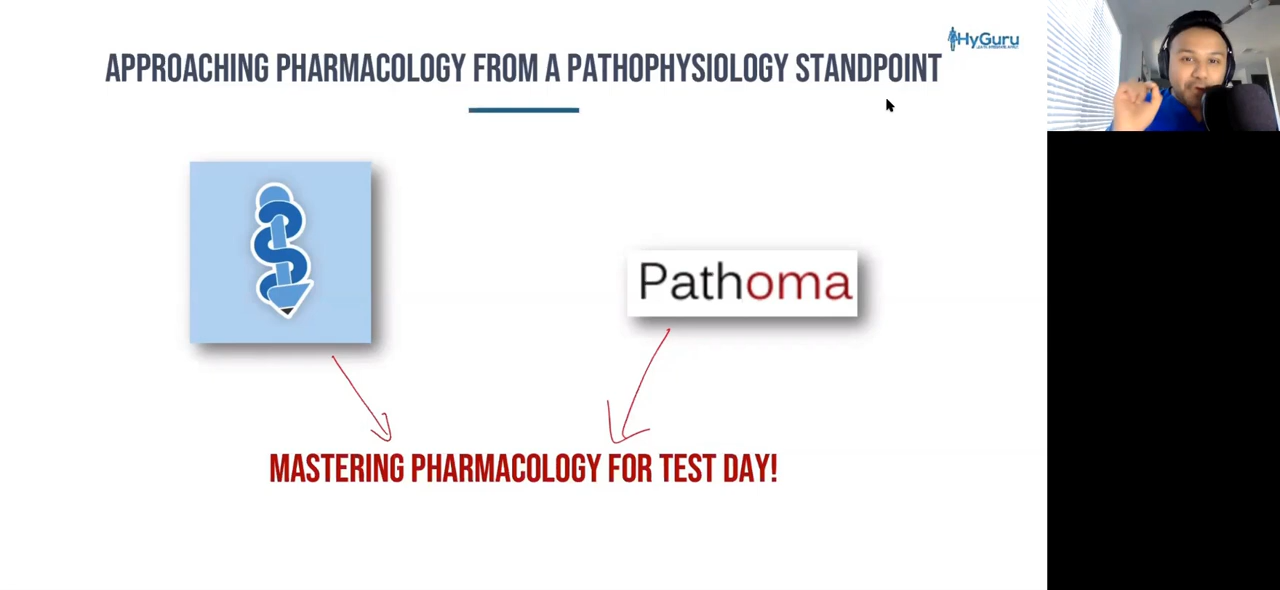 HyGuru
APPROACHING PHARMACOLOGY FROM A PATHOPHYSIOLOGY STANDPOINT
Pathoma
MASTERING PHARMACOLOGY FOR TEST DAY!